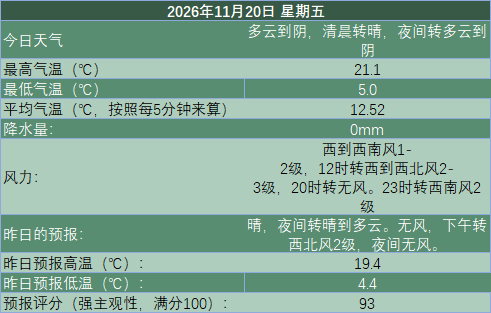 2026年11月20日 星期五
今日天气
多云到阴，清晨转晴，夜间转多云到
阴
最高气温（℃）
21.1
最低气温（℃）
5.0
平均气温（℃，按照每5分钟来算）
12.52
降水量：
0mm
风力：
西到西南风1-
2级，12时转西到西北风2-
3级，20时转无风。23时转西南风2
级
昨日的预报：
晴，夜间转晴到多云。无风，下午转
西北风2级，夜间无风。
昨日预报高温（℃）：
19.4
昨日预报低温（℃）：
4.4
预报评分（强主观性，满分100）：
93